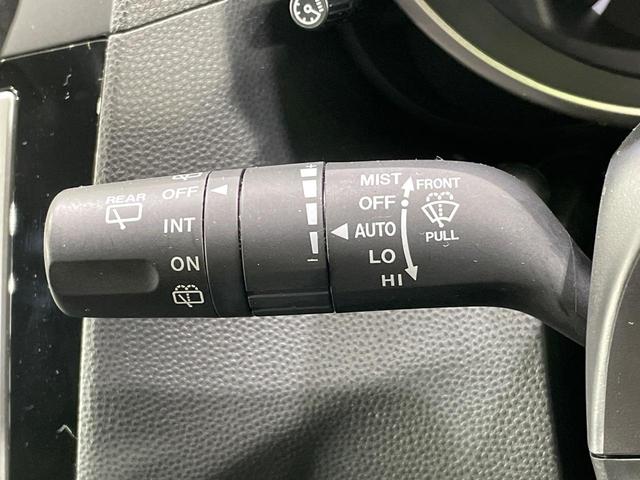 REAR
OFF
INT
ON
MIST
OFF
AUTO
LO
HI
FRONT
PULL